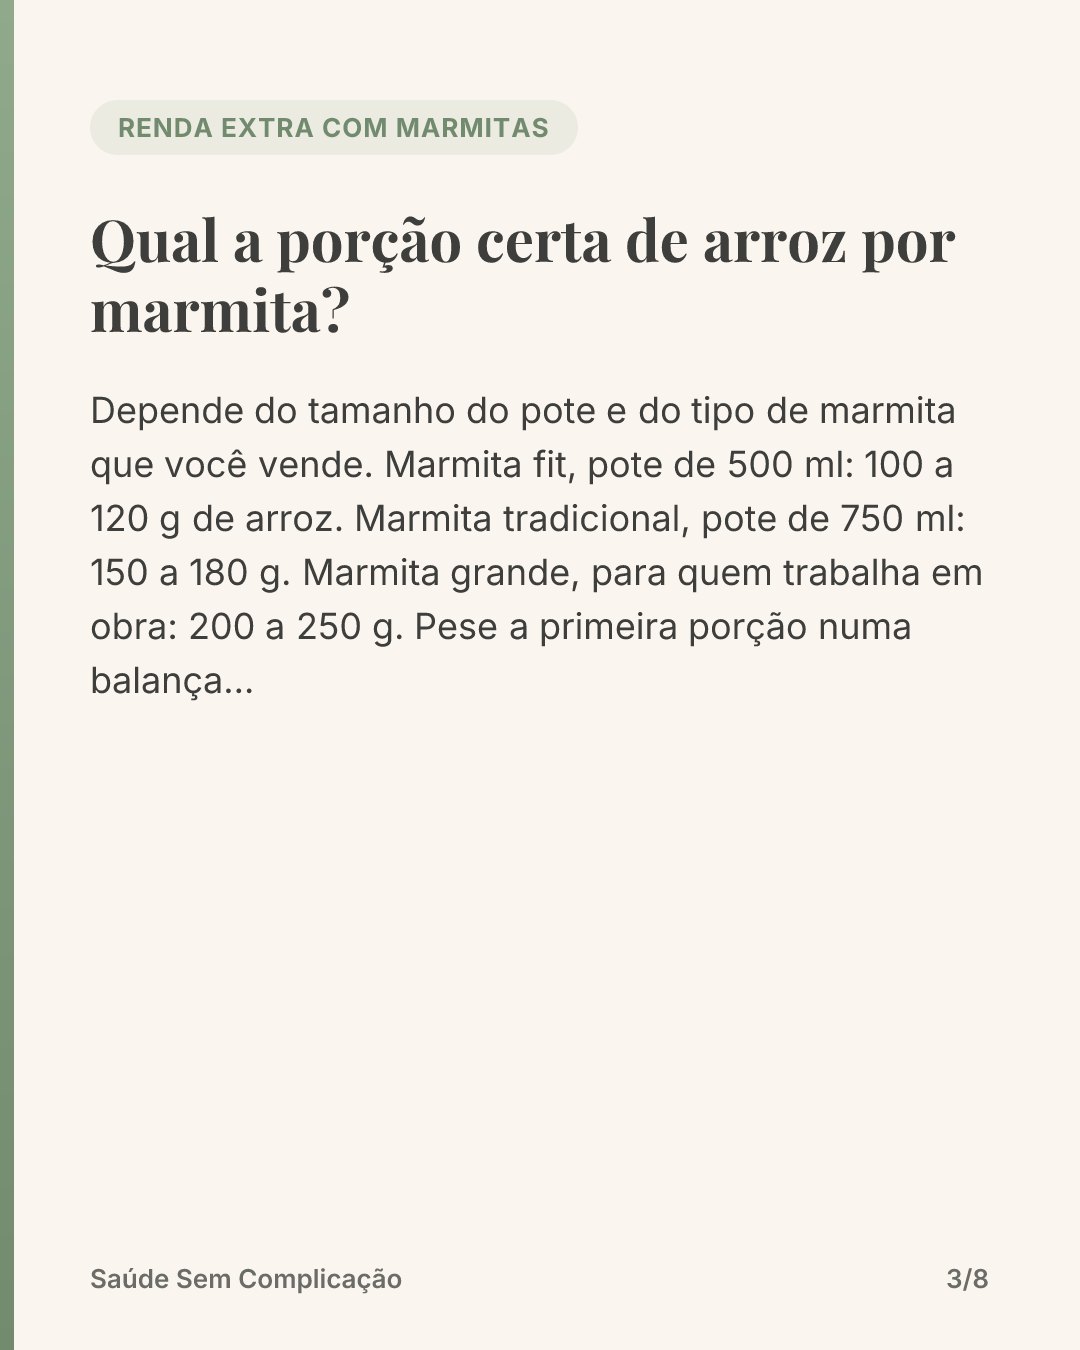 RENDA EXTRA COM MARMITAS
Qual a porção certa de arroz por
marmita?
Depende do tamanho do pote e do tipo de marmita
que você vende. Marmita fit, pote de 500 ml: 100 a
120 g de arroz. Marmita tradicional, pote de 750 ml:
150 a 180 g. Marmita grande, para quem trabalha em
obra: 200 a 250 g. Pese a primeira porção numa
balança...
Saúde Sem Complicação
3/8